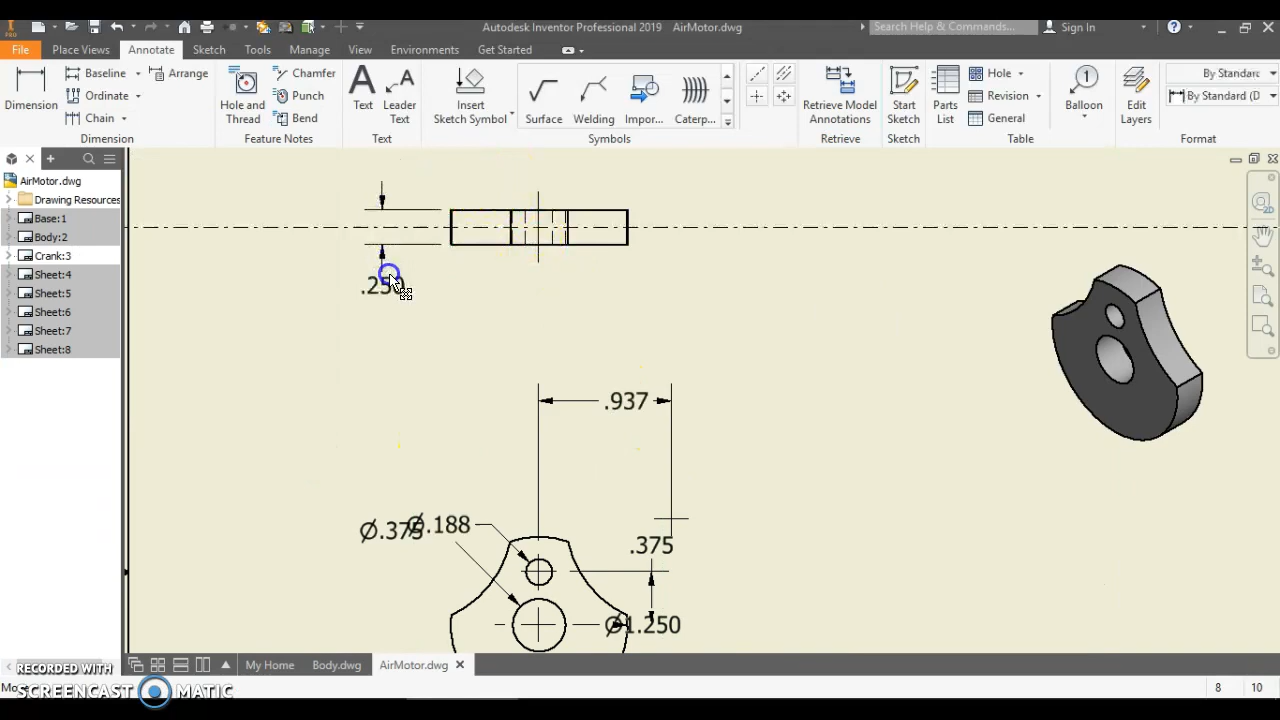 PRO
Autodesk Inventor Professional 2019 AirMotor.dwg
Search Help & Commands...
Sign In
File Place Views Annotate Sketch Tools Manage View Environments Get Started
Dimension
Baseline
Ordinate
Chain
Arrange
Dimension
Hole and Thread
Chamfer
Punch
Bend
Feature Notes
Text
Leader Text
Text
Insert Sketch Symbol
Surface
Welding
Impor...
Caterp...
Symbols
Retrieve Model Annotations
Retrieve
Start Sketch
Sketch
Parts List
Hole
Revision
General
Table
Balloon
Edit Layers
By Standard
By Standard (D
Format
AirMotor.dwg
Drawing Resources
Base:1
Body:2
Crank:3
Sheet:4
Sheet:5
Sheet:6
Sheet:7
Sheet:8
2D
.250
.937
Ø.375
Ø.188
.375
Ø1.250
My Home Body.dwg AirMotor.dwg
RECORDED WITH
SCREENCAST MATIC
8 10